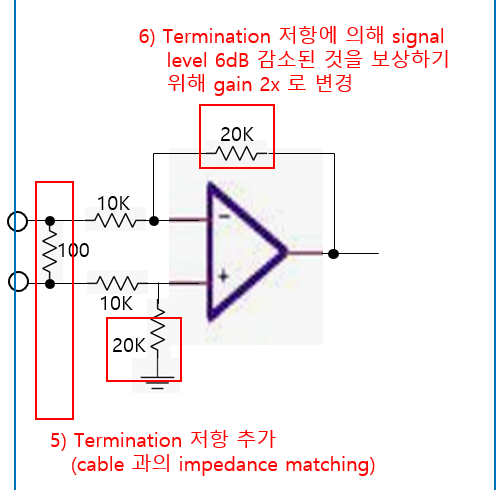 6) Termination 저항에 의해 signal
level 6dB 감소된 것을 보상하기
위해 gain 2x 로 변경
20K
10K
100
10K
20K
5) Termination 저항 추가
(cable 과의 impedance matching)